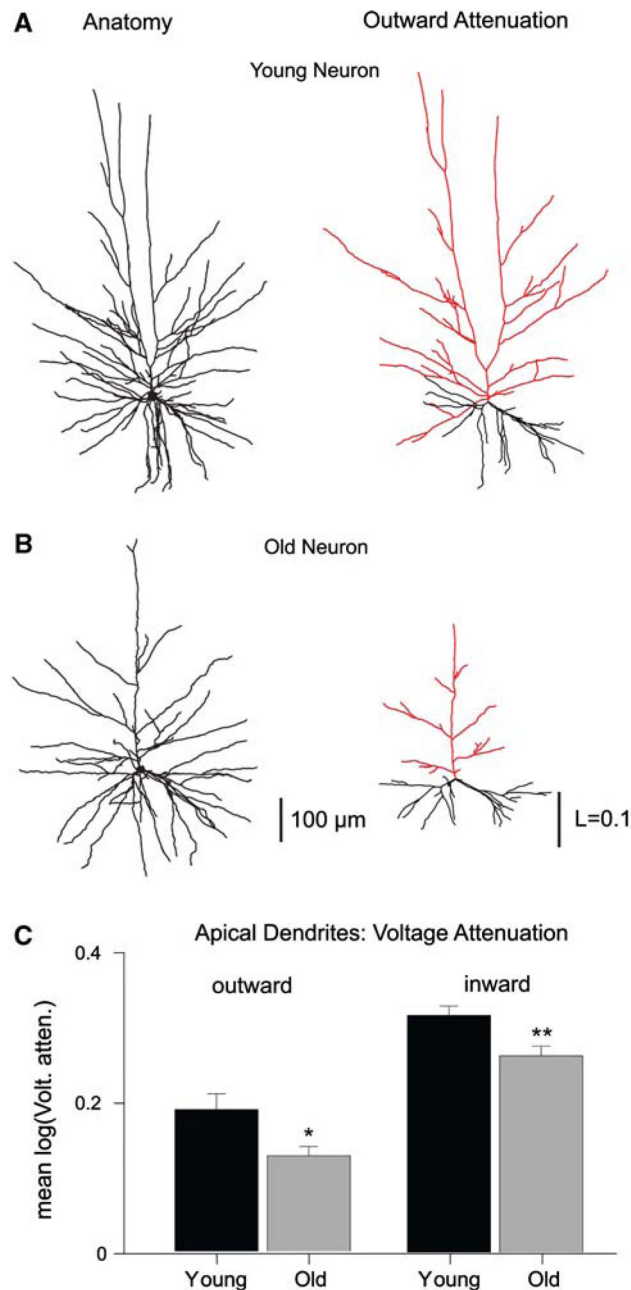 A
Anatomy
Outward Attenuation
Young Neuron
B
Old Neuron
100 μm
L=0.1
C
Apical Dendrites: Voltage Attenuation
outward
inward
mean log(Volt. atten.)
0.4
0.2
0
*
**
Young
Old
Young
Old